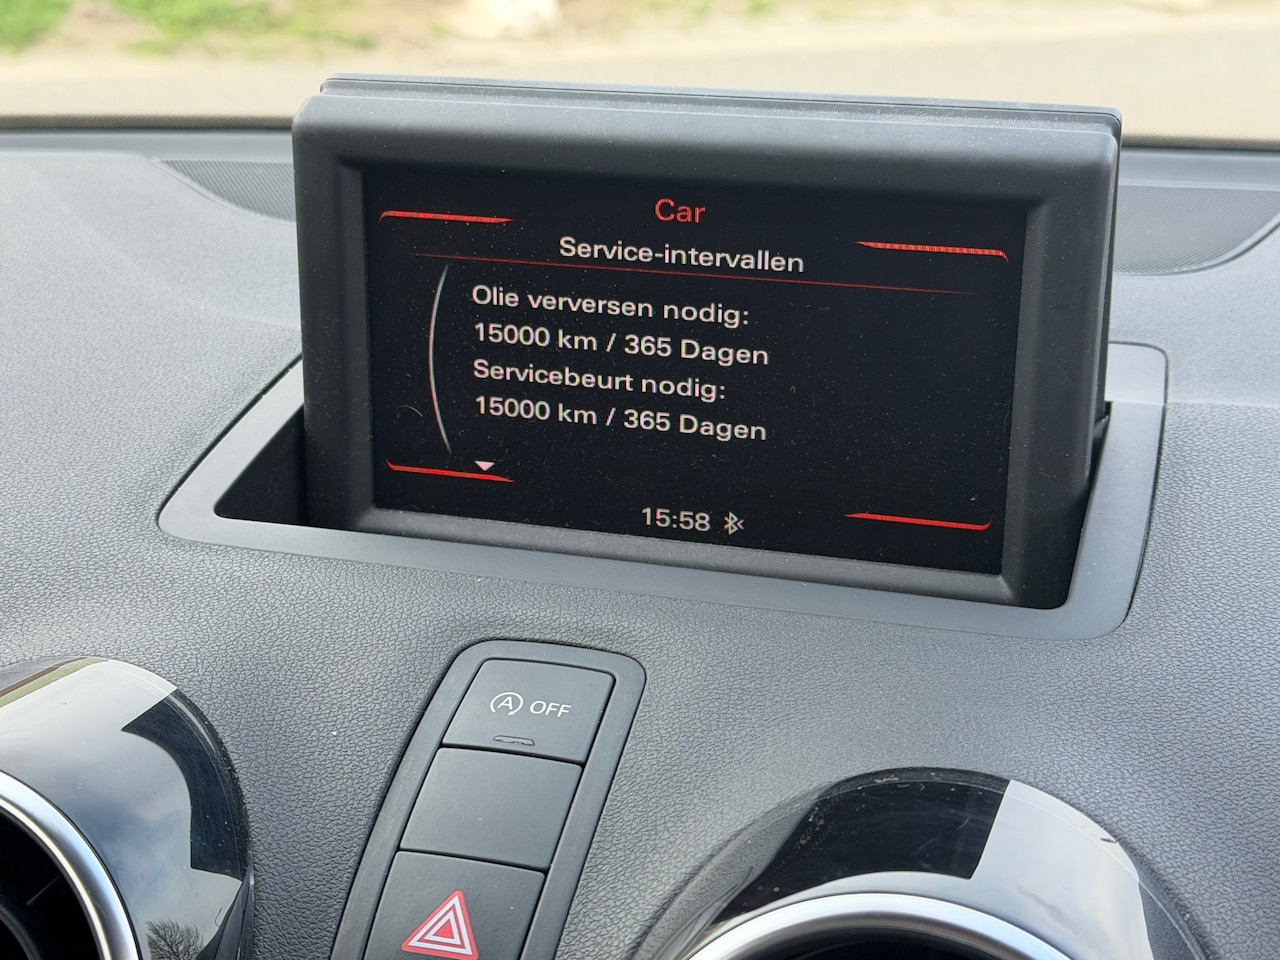 Car
Service-intervallen
Olie verversen nodig:
15000 km / 365 Dagen
Servicebeurt nodig:
15000 km / 365 Dagen
15:58
A OFF